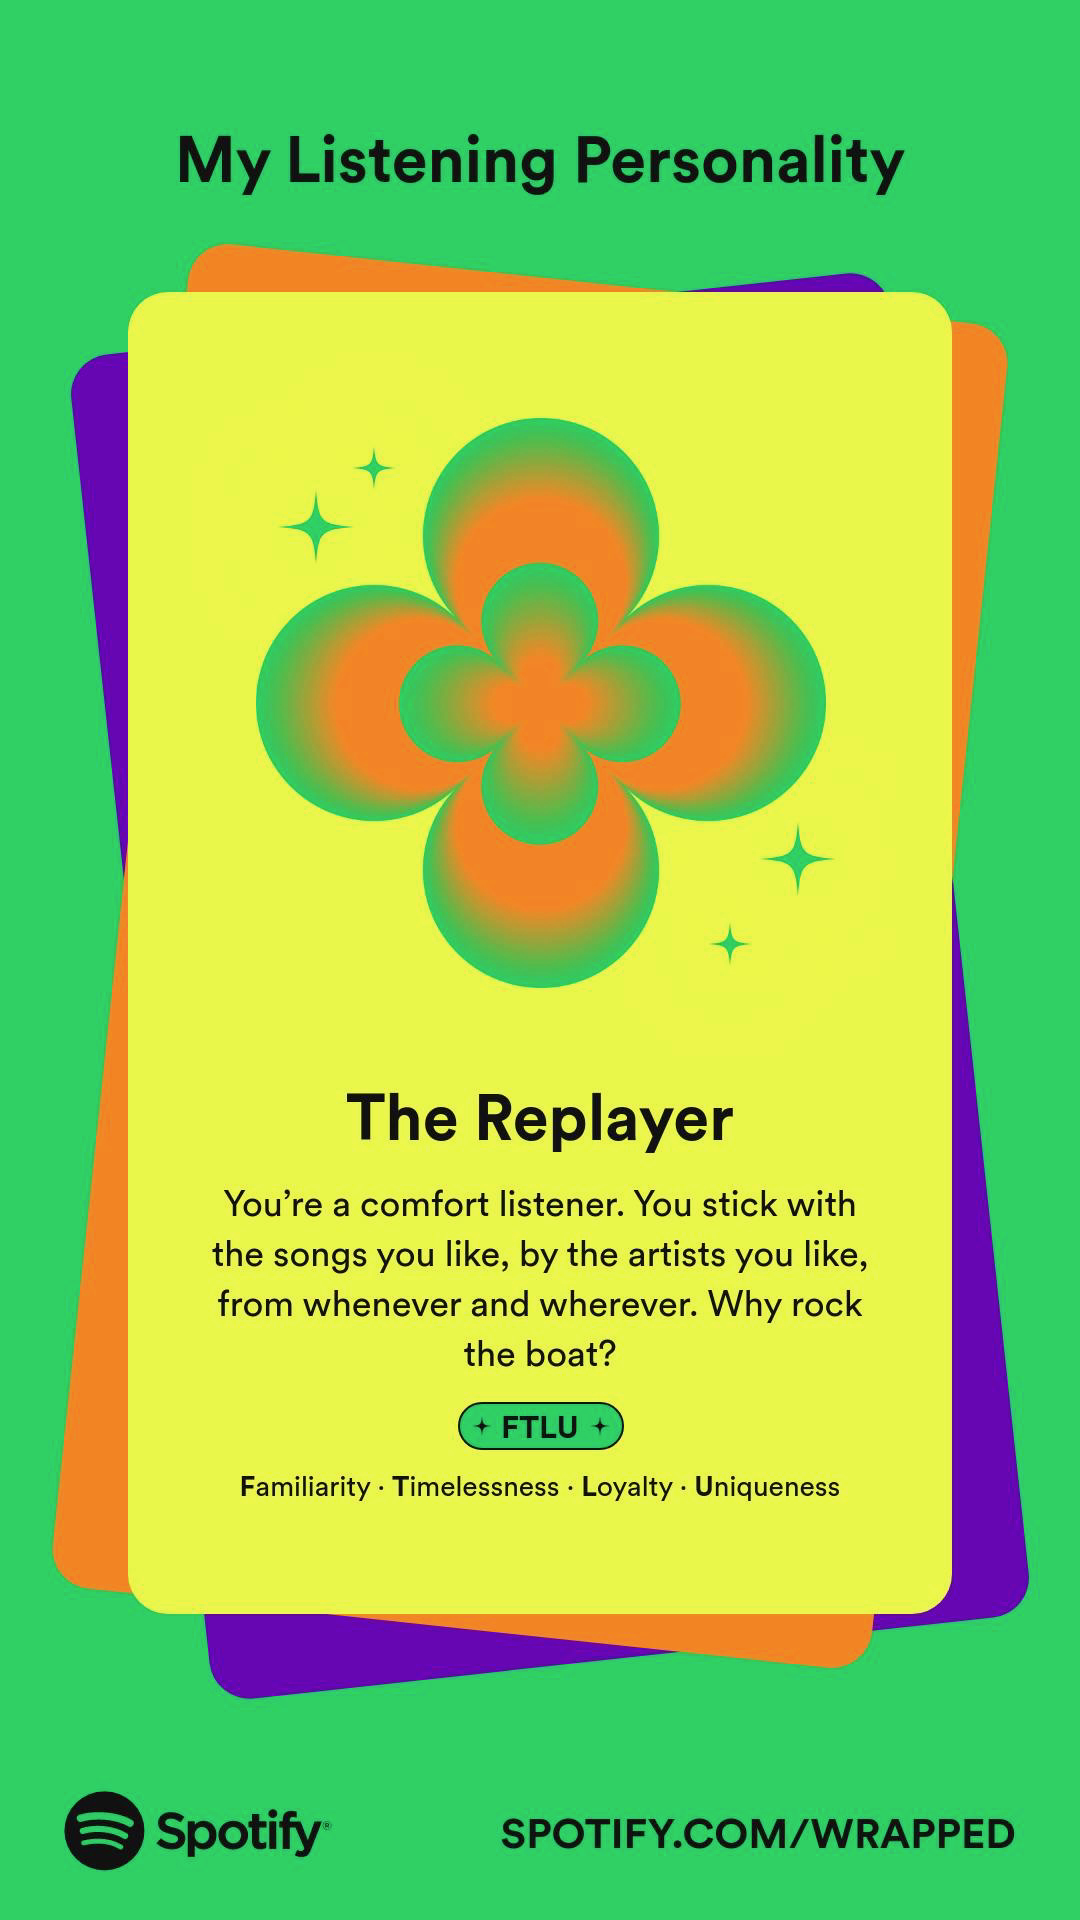 My Listening Personality
The Replayer
You’re a comfort listener. You stick with
the songs you like, by the artists you like,
from whenever and wherever. Why rock
the boat?
FTLU
Familiarity · Timelessness · Loyalty · Uniqueness
Spotify®
SPOTIFY.COM/WRAPPED